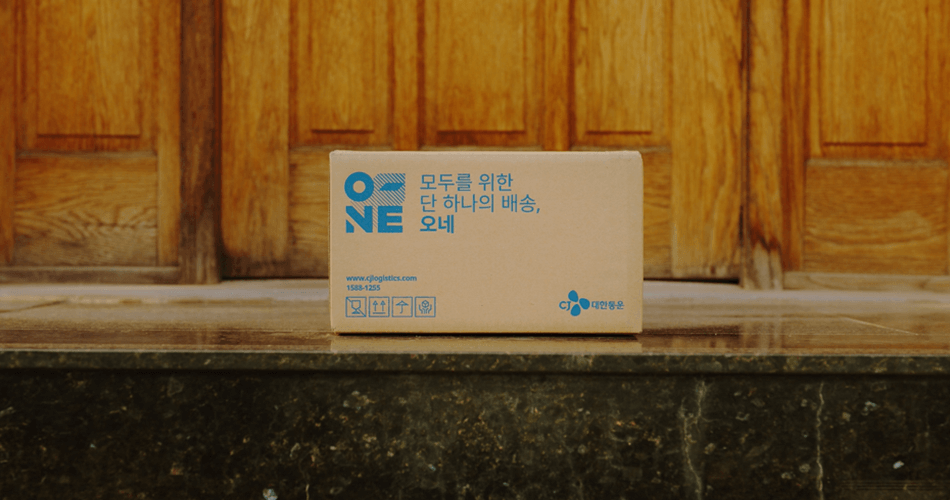 O NE
모두를 위한
단 하나의 배송,
오네
www.cjlogistics.com
1588-1255
CJ 대한통운